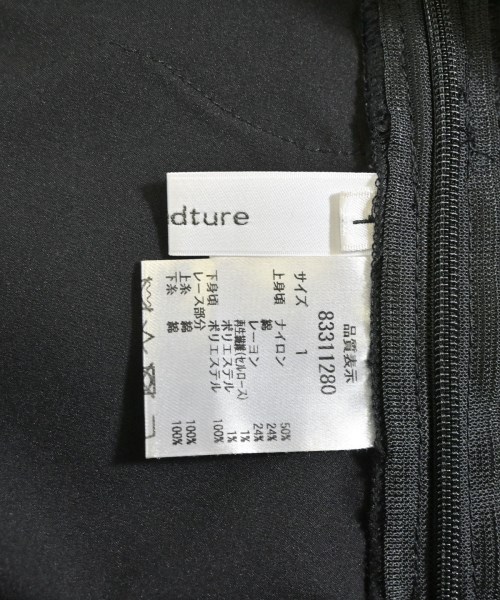 dture
品質表示
83311280
サイズ 1
上身頃 ナイロン 50%
綿 24%
レーヨン 24%
再生繊維(セルロース) 1%
ポリエステル 1%
下身頃 ポリエステル 100%
レース部分
上糸 綿 100%
下糸 綿 100%